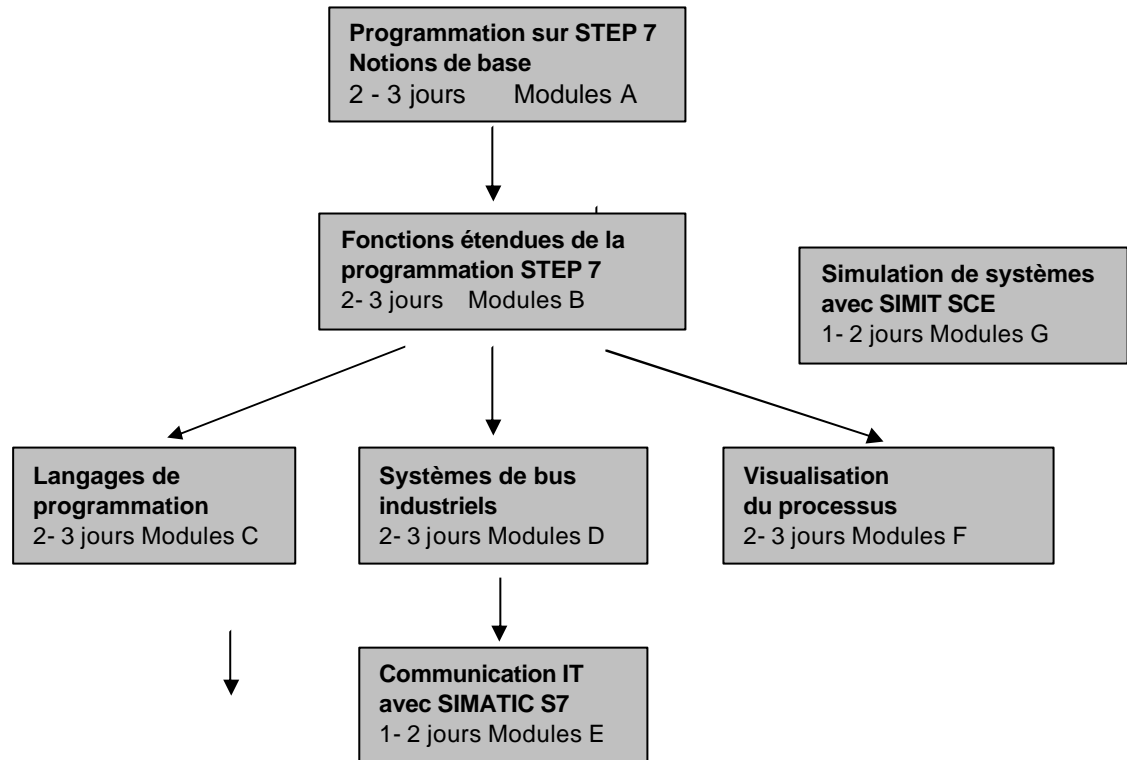 Programmation sur STEP 7
Notions de base
2 - 3 jours Modules A
Fonctions étendues de la
programmation STEP 7
2- 3 jours Modules B
Simulation de systèmes
avec SIMIT SCE
1- 2 jours Modules G
Langages de
programmation
2- 3 jours Modules C
Systèmes de bus
industriels
2- 3 jours Modules D
Visualisation
du processus
2- 3 jours Modules F
Communication IT
avec SIMATIC S7
1- 2 jours Modules E